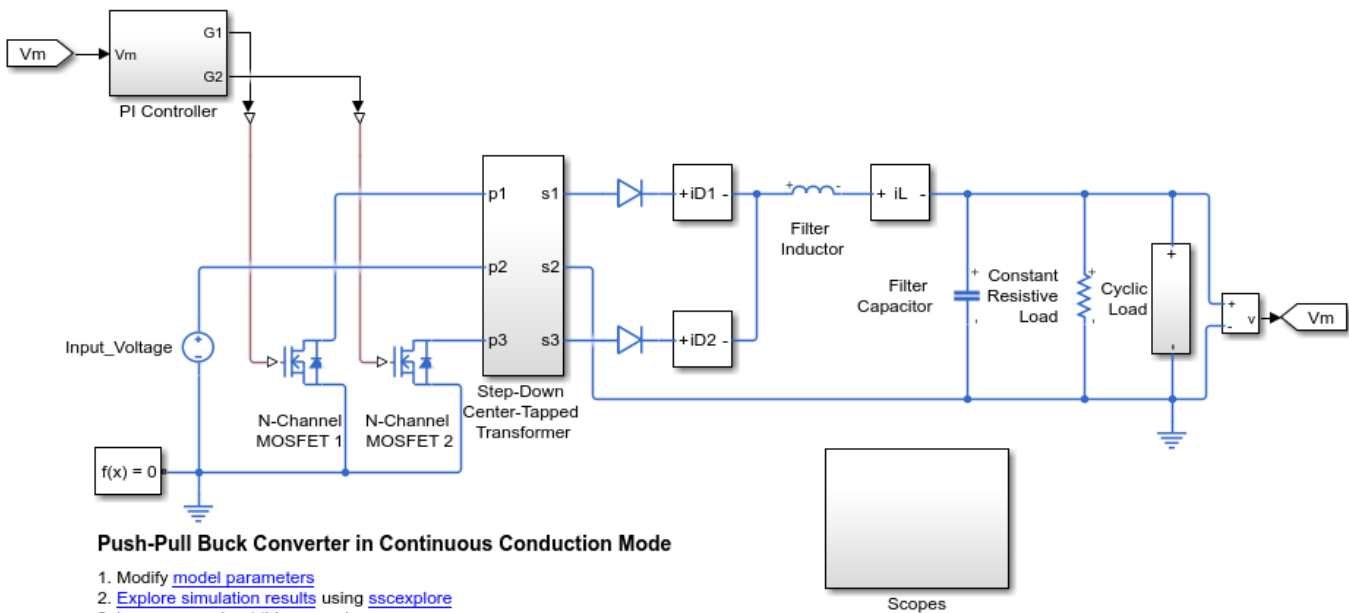 Vm
Vm
G1
G2
PI Controller
p1
p2
p3
s1
s2
s3
Step-Down
Center-Tapped
Transformer
+iD1 -
+iD2 -
+ -
Filter
Inductor
+ iL -
Filter
Capacitor
+
-
Constant
Resistive
Load
+
-
Cyclic
Load
+
-
+
-
v
Vm
Input_Voltage
+
-
N-Channel
MOSFET 1
N-Channel
MOSFET 2
f(x) = 0
Scopes
Push-Pull Buck Converter in Continuous Conduction Mode
1. Modify model parameters
2. Explore simulation results using sscexplore